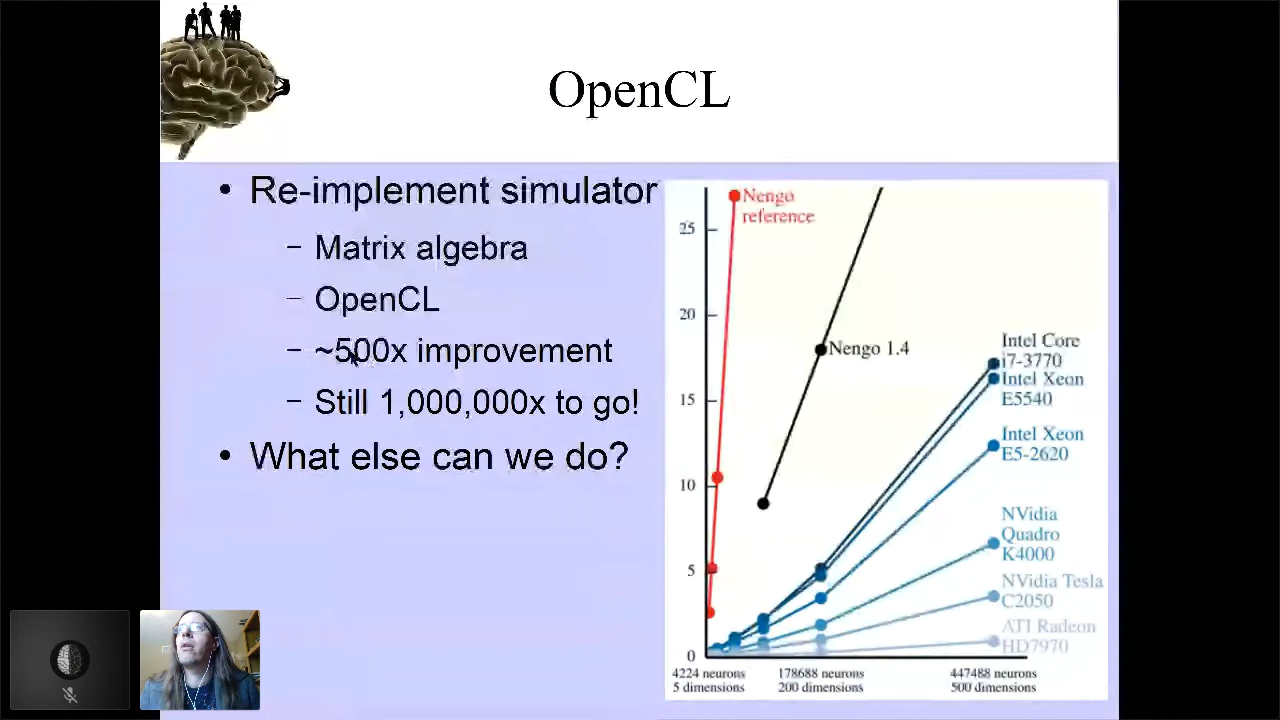 OpenCL
• Re-implement simulator
– Matrix algebra
– OpenCL
– ~500x improvement
– Still 1,000,000x to go!
• What else can we do?
25
20
15
10
5
0
Nengo
reference
Nengo 1.4
Intel Core
i7-3770
Intel Xeon
E5540
Intel Xeon
E5-2620
NVidia
Quadro
K4000
NVidia Tesla
C2050
ATI Radeon
HD7970
4224 neurons
5 dimensions
178688 neurons
200 dimensions
447488 neurons
500 dimensions